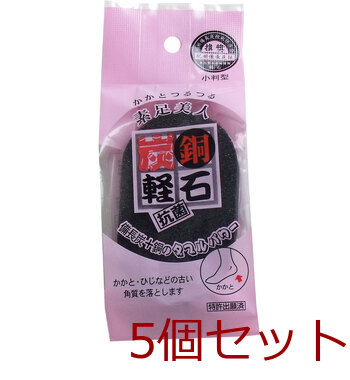 推奨
小判型
かかとつるつる
素足美人
炭 銅
軽石
抗菌
備長炭+銅のダブルパワー
かかと・ひじなどの古い
角質を落とします
かかと
特許出願済
5個セット